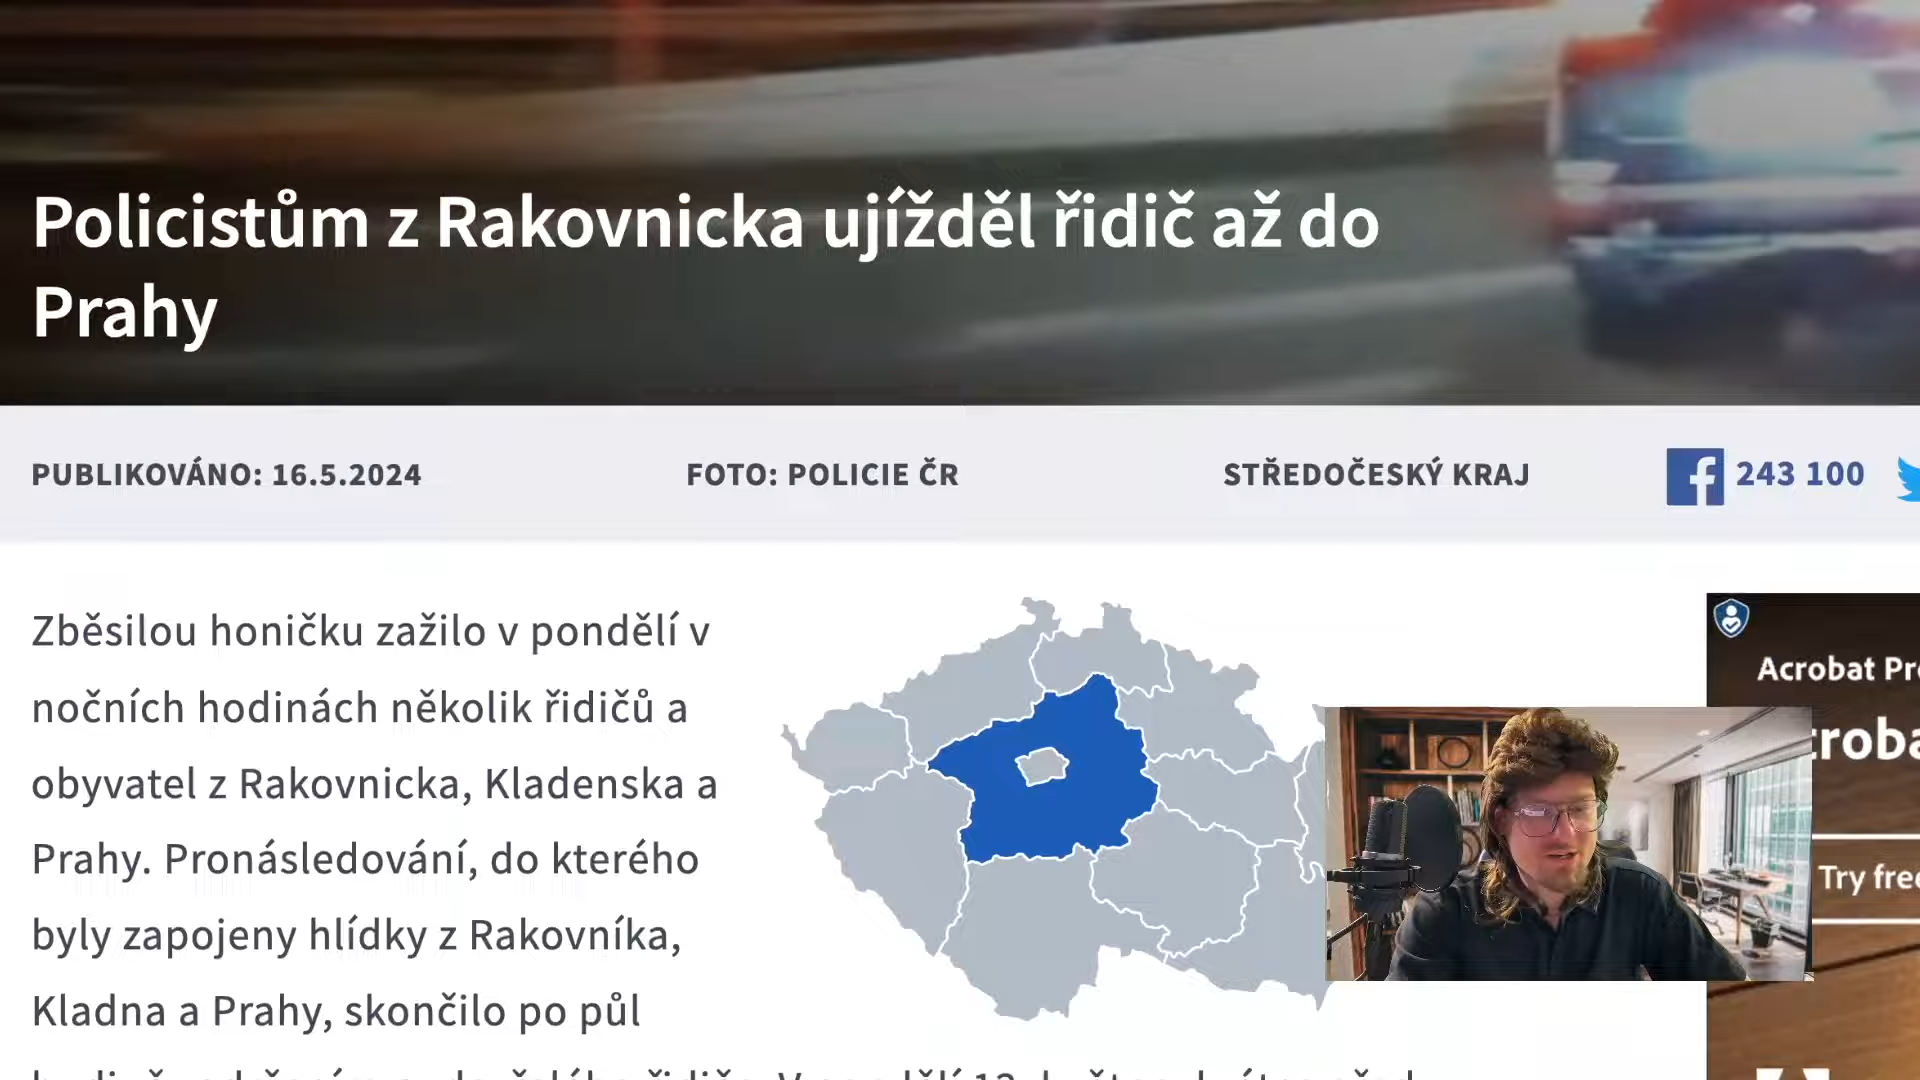 Policistům z Rakovnicka ujížděl řidič až do
Prahy
PUBLIKOVÁNO: 16.5.2024
FOTO: POLICIE ČR
STŘEDOČESKÝ KRAJ
243 100
Zběsilou honičku zažilo v pondělí v
nočních hodinách několik řidičů a
obyvatel z Rakovnicka, Kladenska a
Prahy. Pronásledování, do kterého
byly zapojeny hlídky z Rakovníka,
Kladna a Prahy, skončilo po půl
Acrobat
Try